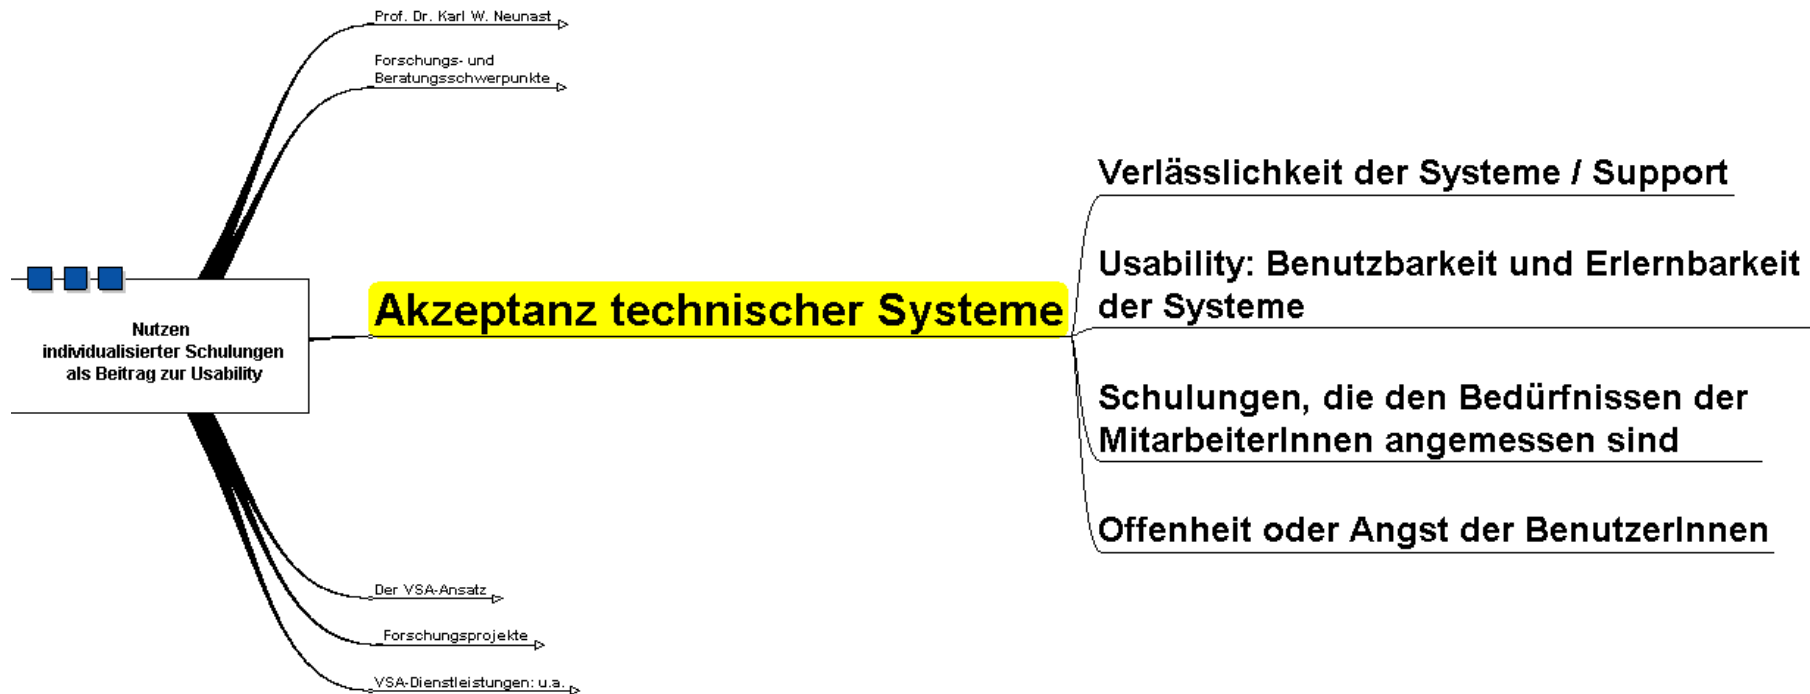 Prof. Dr. Karl W. Neunast
Forschungs- und
Beratungsschwerpunkte
Nutzen
individualisierter Schulungen
als Beitrag zur Usability
Akzeptanz technischer Systeme
Verlässlichkeit der Systeme / Support
Usability: Benutzbarkeit und Erlernbarkeit
der Systeme
Schulungen, die den Bedürfnissen der
MitarbeiterInnen angemessen sind
Offenheit oder Angst der BenutzerInnen
Der VSA-Ansatz
Forschungsprojekte
VSA-Dienstleistungen: u.a.